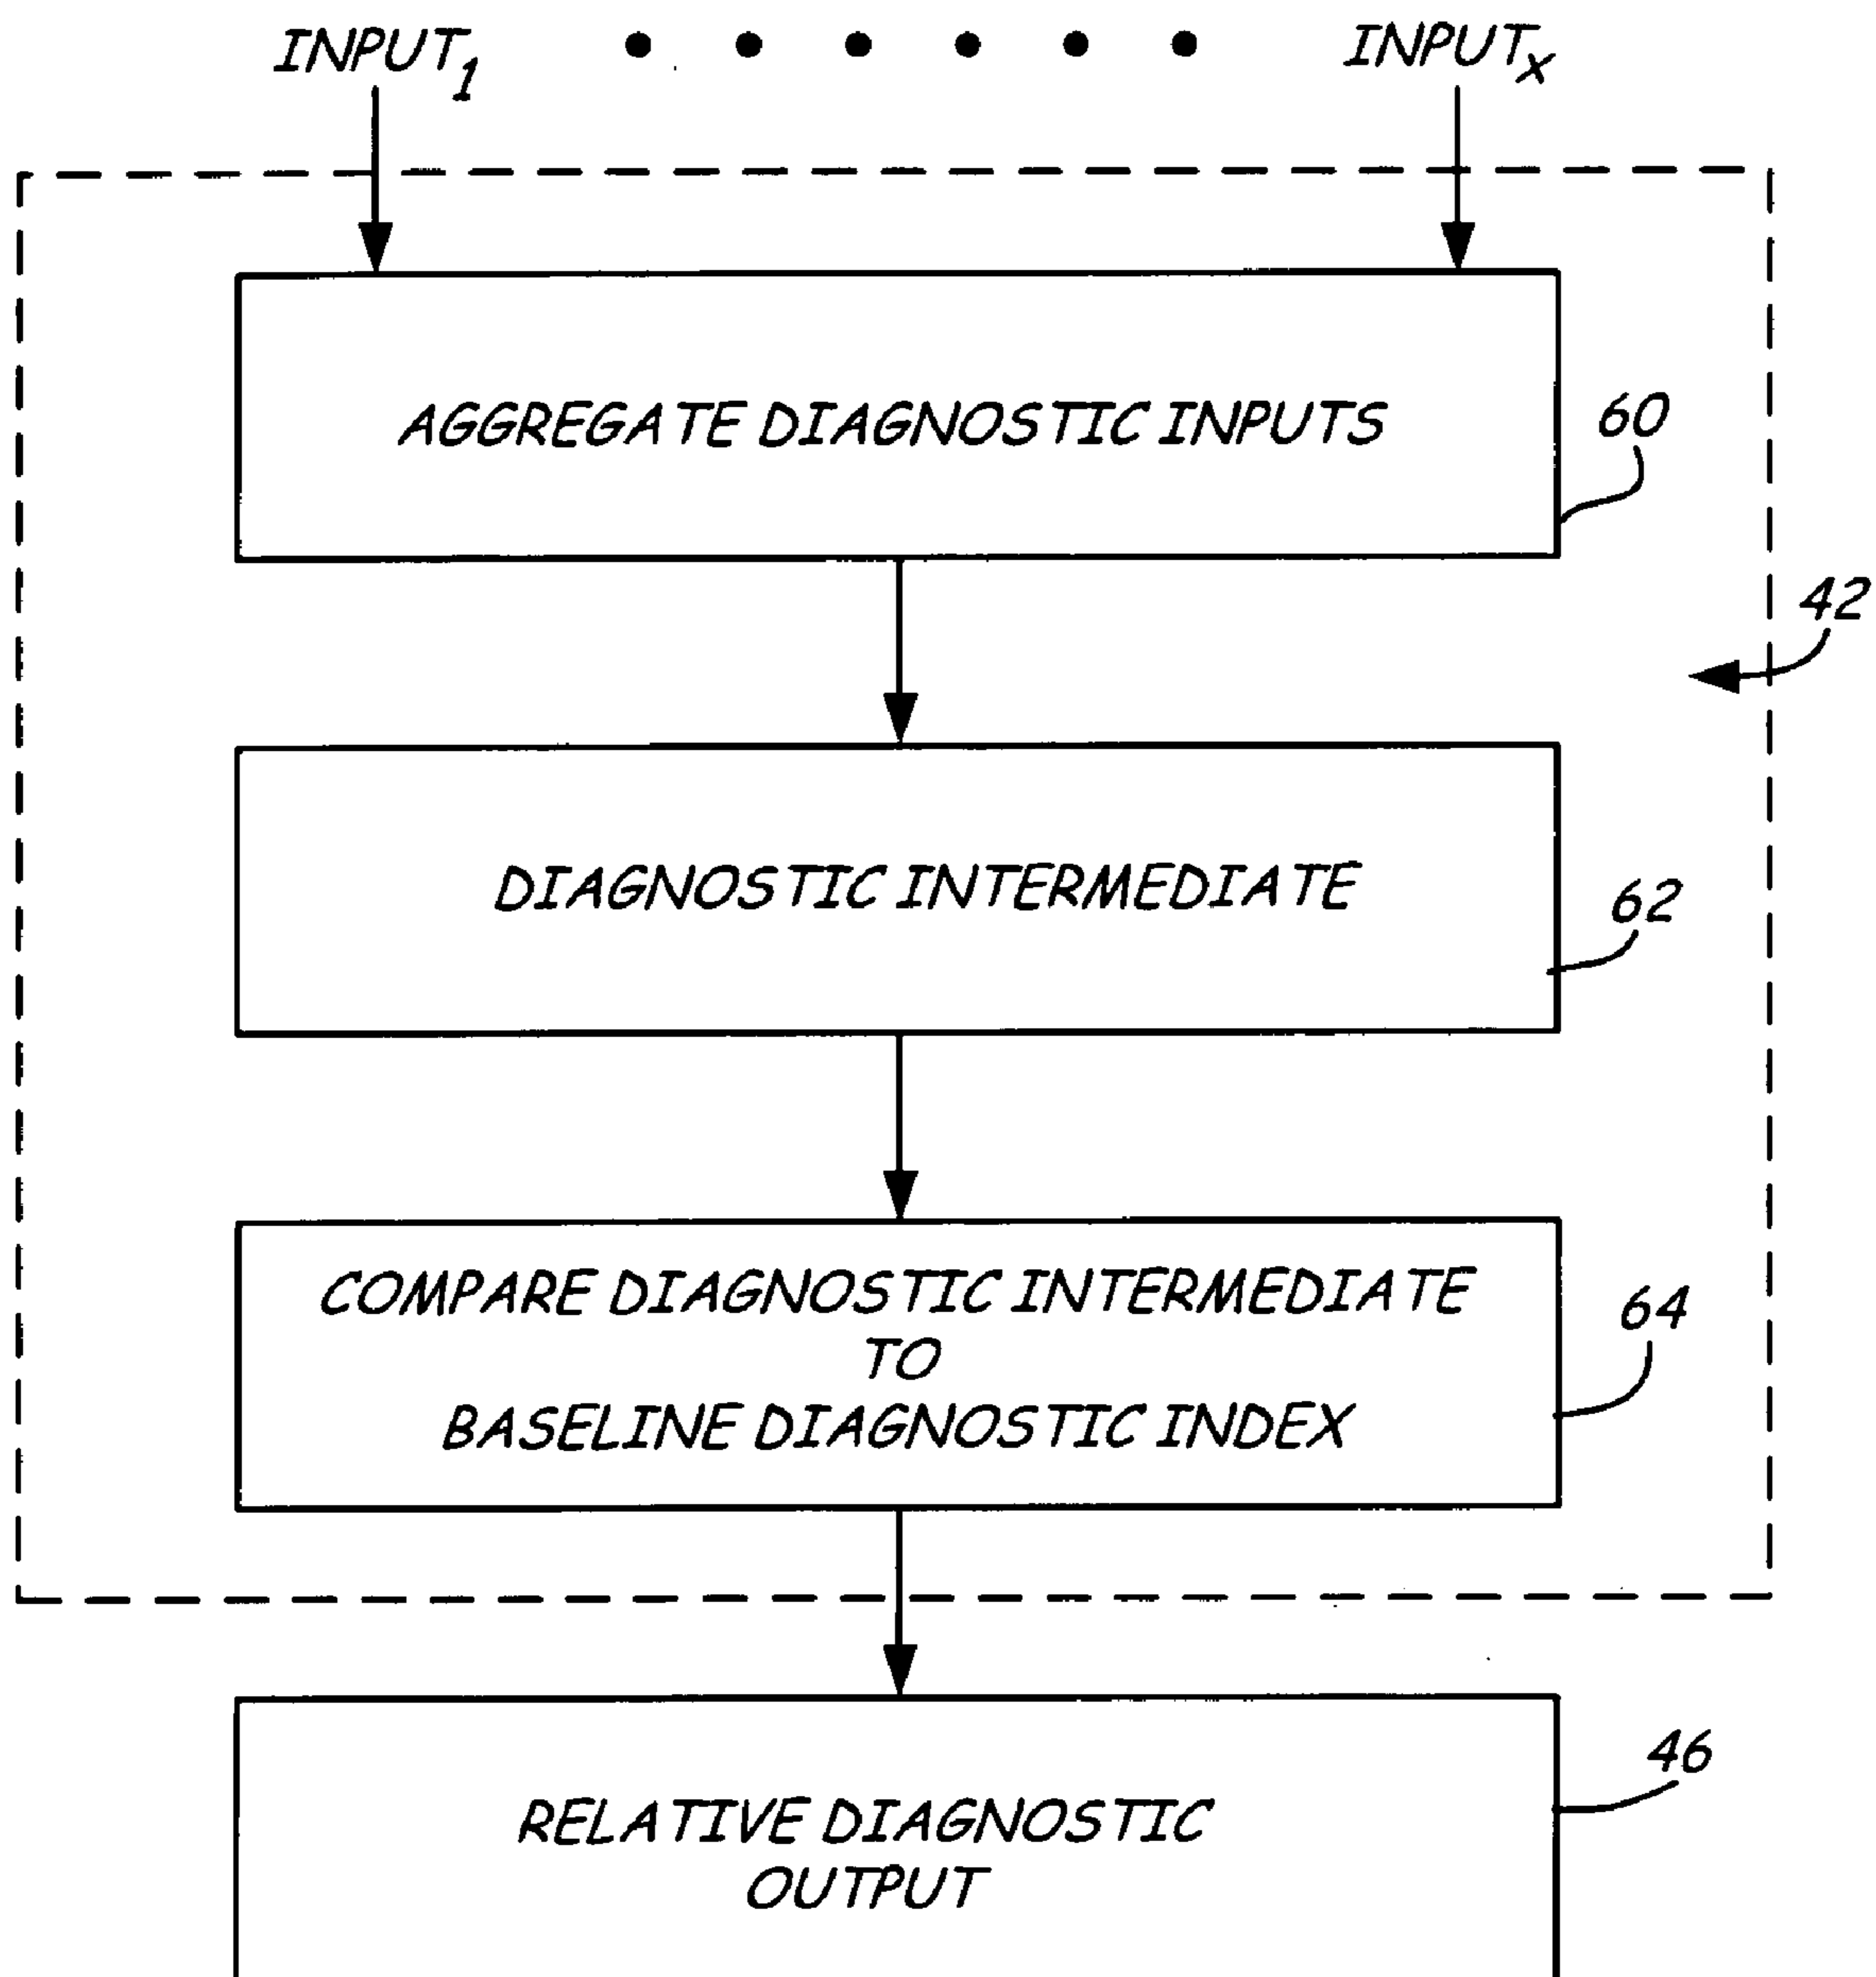 INPUT₁ • • • • • • INPUTₓ
AGGREGATE DIAGNOSTIC INPUTS
60
42
DIAGNOSTIC INTERMEDIATE
62
COMPARE DIAGNOSTIC INTERMEDIATE
TO
BASELINE DIAGNOSTIC INDEX
64
46
RELATIVE DIAGNOSTIC
OUTPUT